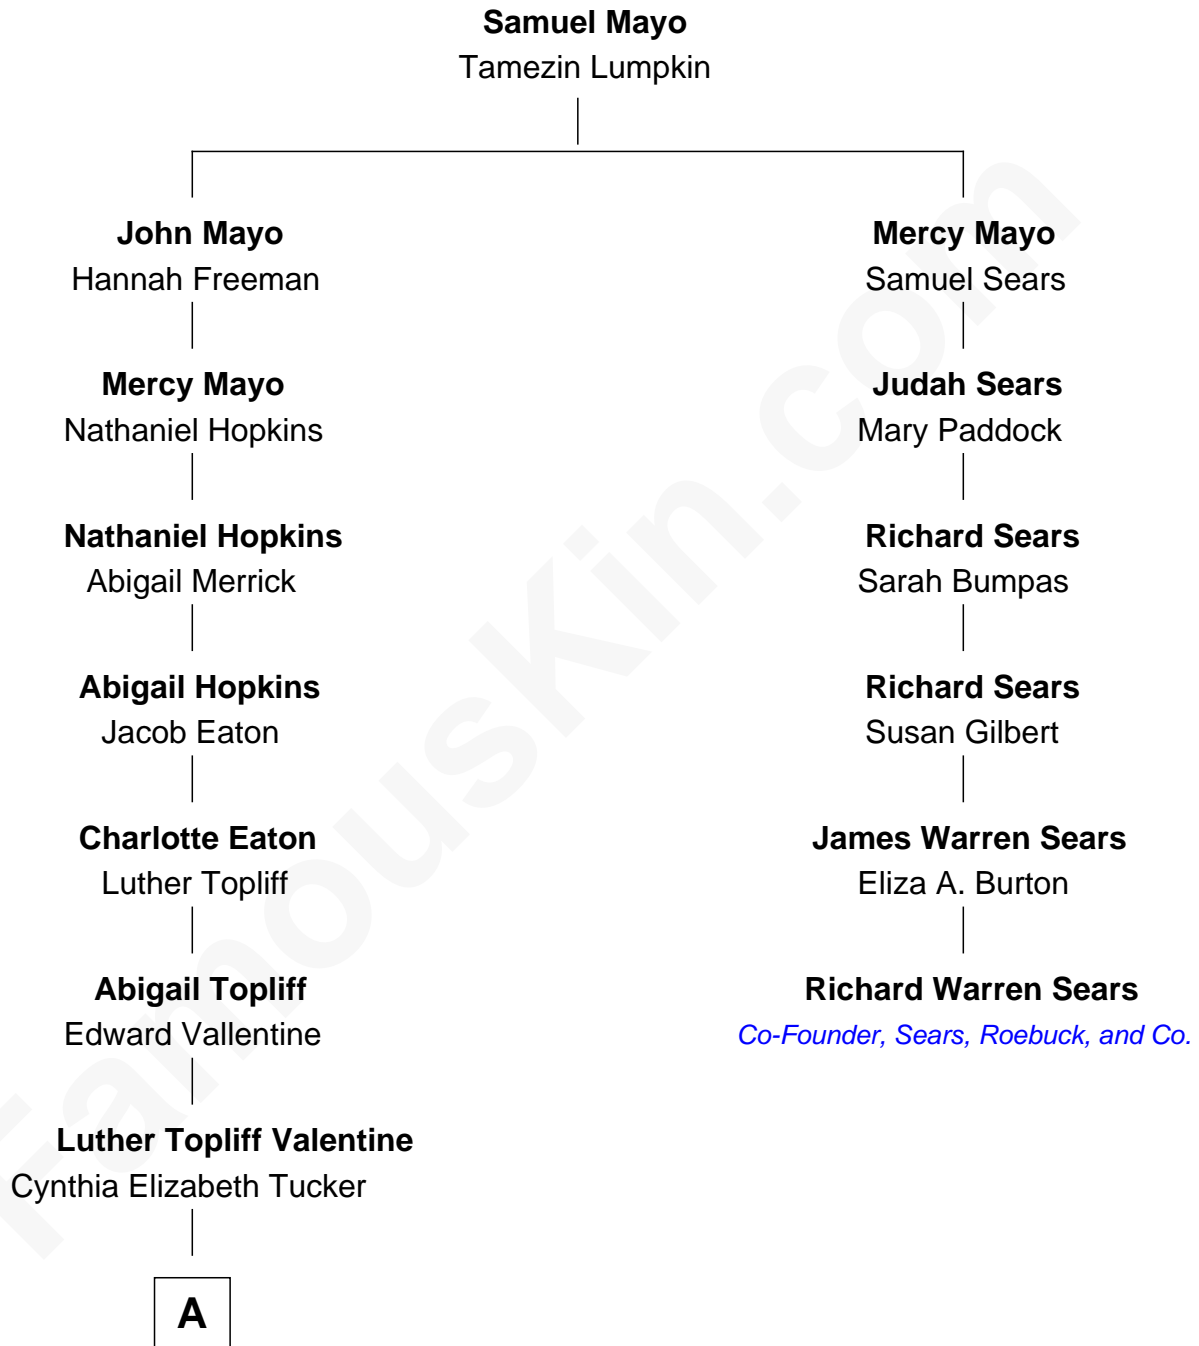 Samuel Mayo
Tamezin Lumpkin
John Mayo
Hannah Freeman
Mercy Mayo
Samuel Sears
Mercy Mayo
Nathaniel Hopkins
Judah Sears
Mary Paddock
Nathaniel Hopkins
Abigail Merrick
Richard Sears
Sarah Bumpas
Abigail Hopkins
Jacob Eaton
Richard Sears
Susan Gilbert
Charlotte Eaton
Luther Topliff
James Warren Sears
Eliza A. Burton
Abigail Topliff
Edward Vallentine
Richard Warren Sears
Co-Founder, Sears, Roebuck, and Co.
Luther Topliff Valentine
Cynthia Elizabeth Tucker
A
FamousKin.com